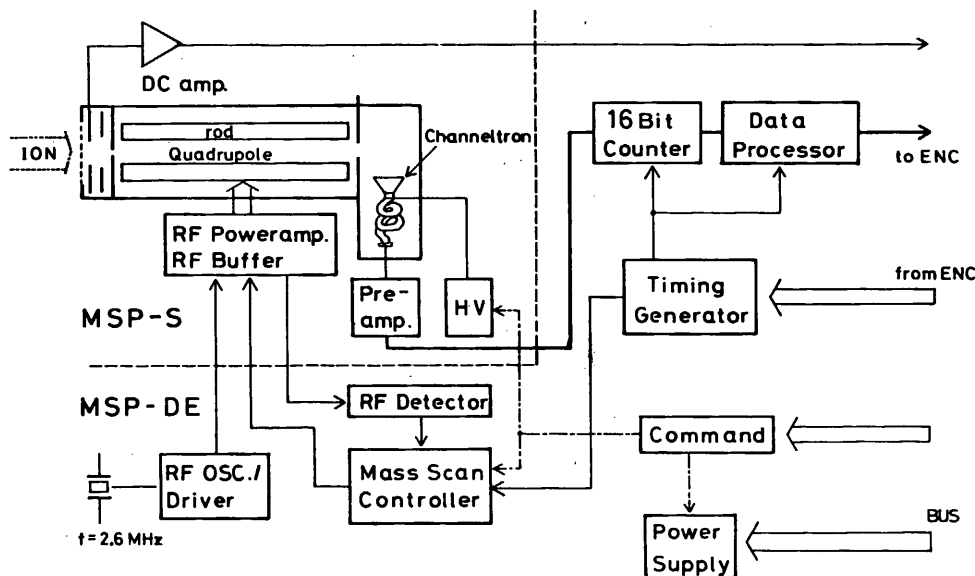 DC amp.
ION
rod
Quadrupole
Channeltron
16 Bit
Counter
Data
Processor
to ENC
RF Poweramp.
RF Buffer
Pre-
amp.
HV
Timing
Generator
from ENC
MSP-S
MSP-DE
RF Detector
Command
RF OSC./
Driver
Mass Scan
Controller
Power
Supply
BUS
t=2.6 MHz